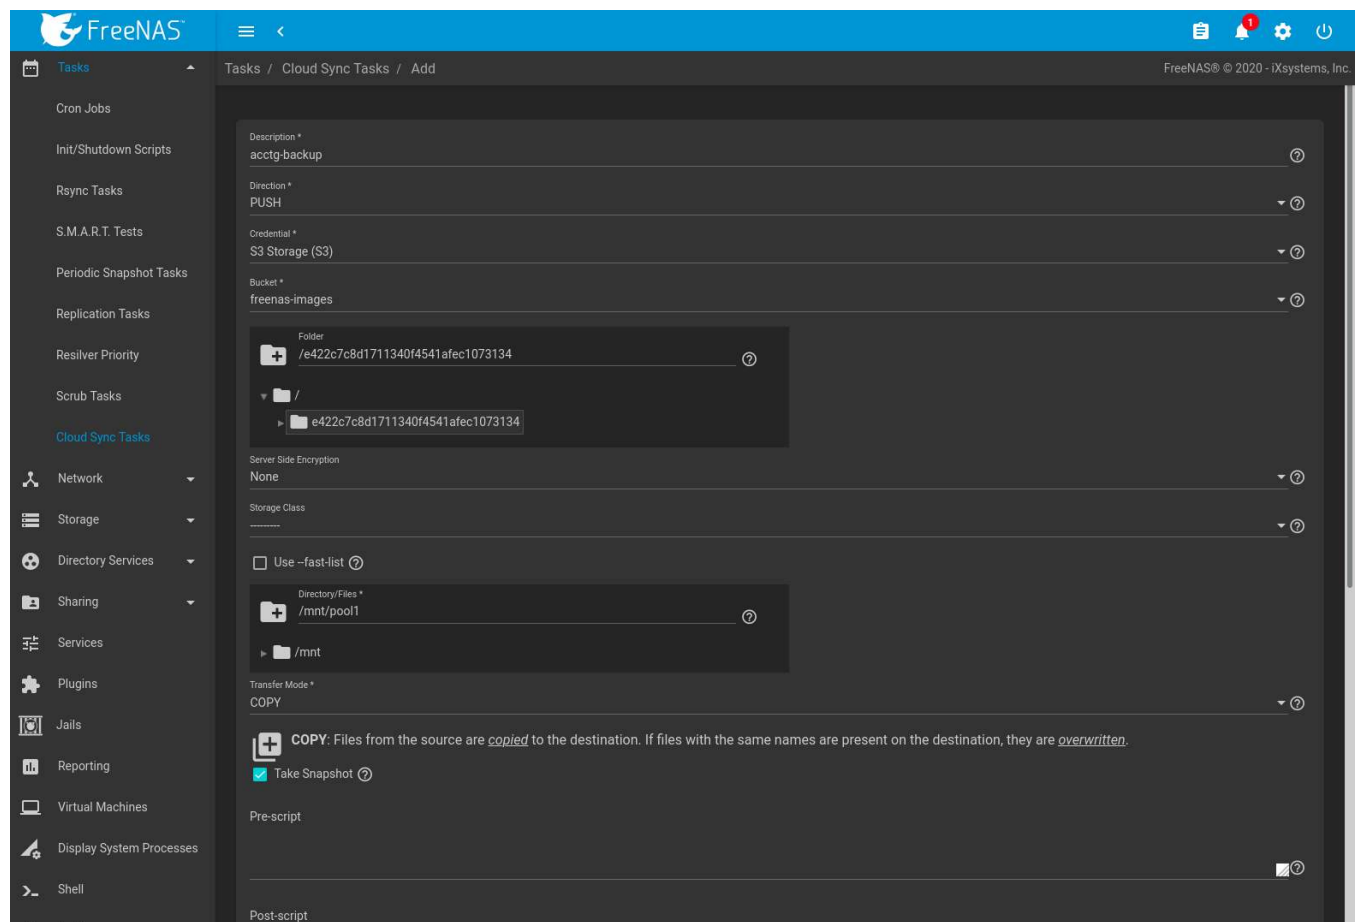 FreeNAS
1
Tasks
Tasks / Cloud Sync Tasks / Add
FreeNAS® © 2020 - iXsystems, Inc.
Cron Jobs
Init/Shutdown Scripts
Rsync Tasks
S.M.A.R.T. Tests
Periodic Snapshot Tasks
Replication Tasks
Resilver Priority
Scrub Tasks
Cloud Sync Tasks
Network
Storage
Directory Services
Sharing
Services
Plugins
Jails
Reporting
Virtual Machines
Display System Processes
Shell
Description *
acctg-backup
Direction *
PUSH
Credential *
S3 Storage (S3)
Bucket *
freenas-images
Folder
/e422c7c8d1711340f4541afec1073134
/
e422c7c8d1711340f4541afec1073134
Server Side Encryption
None
Storage Class
---------
Use --fast-list
Directory/Files *
/mnt/pool1
/mnt
Transfer Mode *
COPY
COPY: Files from the source are copied to the destination. If files with the same names are present on the destination, they are overwritten.
Take Snapshot
Pre-script
Post-script